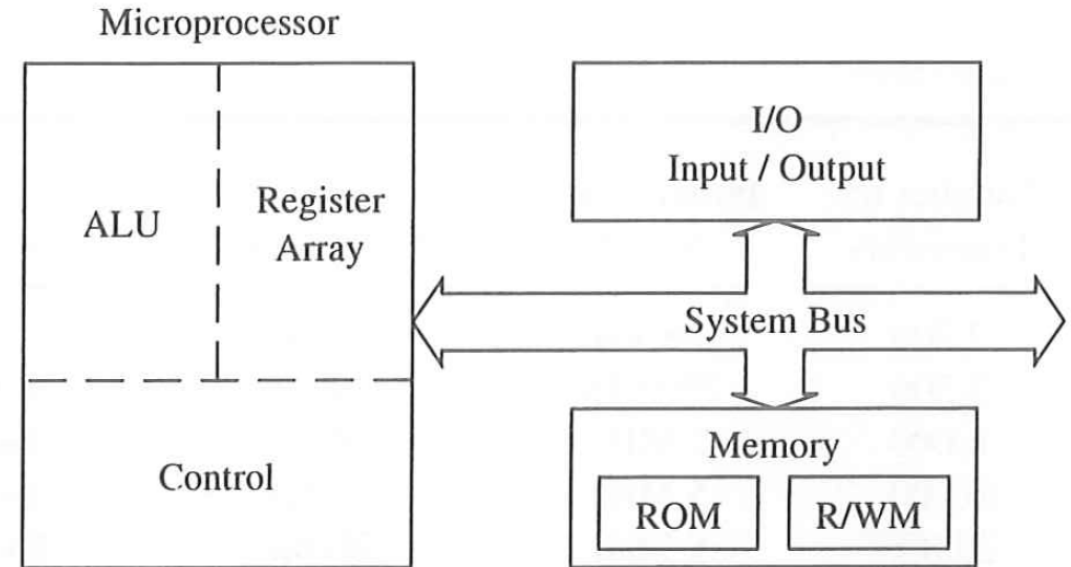 Microprocessor
ALU
Register
Array
Control
I/O
Input / Output
System Bus
Memory
ROM
R/WM